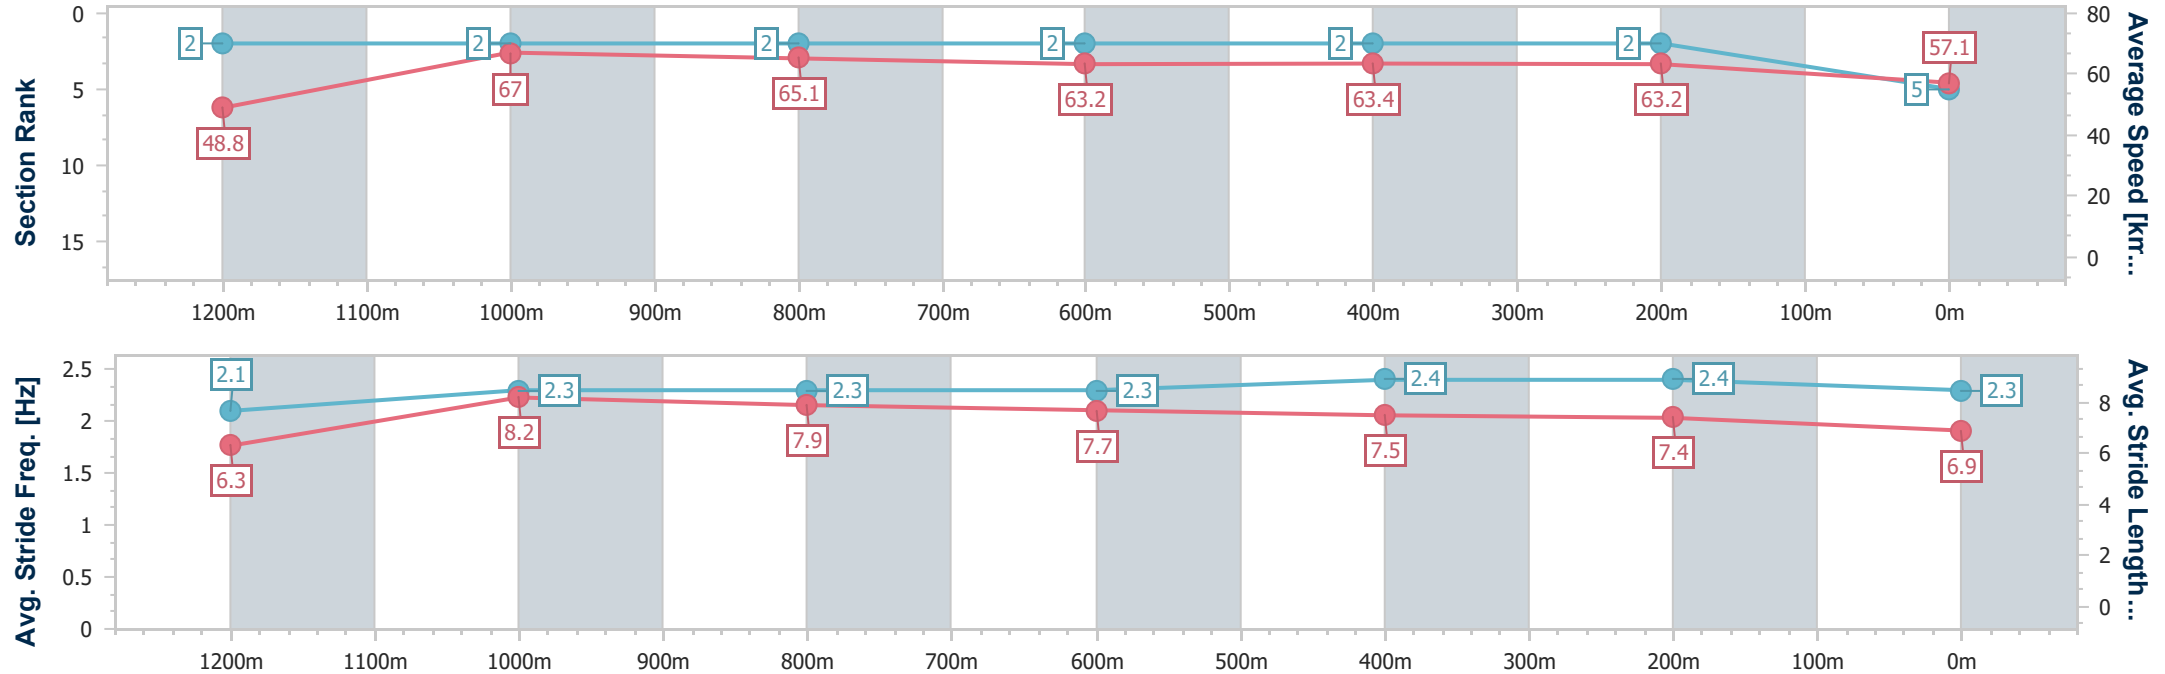 Section Rank
Average Speed [km...
0
5
10
15
80
60
40
20
0
2
2
2
2
2
2
5
48.8
67
65.1
63.2
63.4
63.2
57.1
1200m
1100m
1000m
900m
800m
700m
600m
500m
400m
300m
200m
100m
0m
Avg. Stride Freq. [Hz]
Avg. Stride Length...
2.5
2
1.5
1
0.5
0
8
6
4
2
0
2.1
2.3
2.3
2.3
2.4
2.4
2.3
6.3
8.2
7.9
7.7
7.5
7.4
6.9
1200m
1100m
1000m
900m
800m
700m
600m
500m
400m
300m
200m
100m
0m